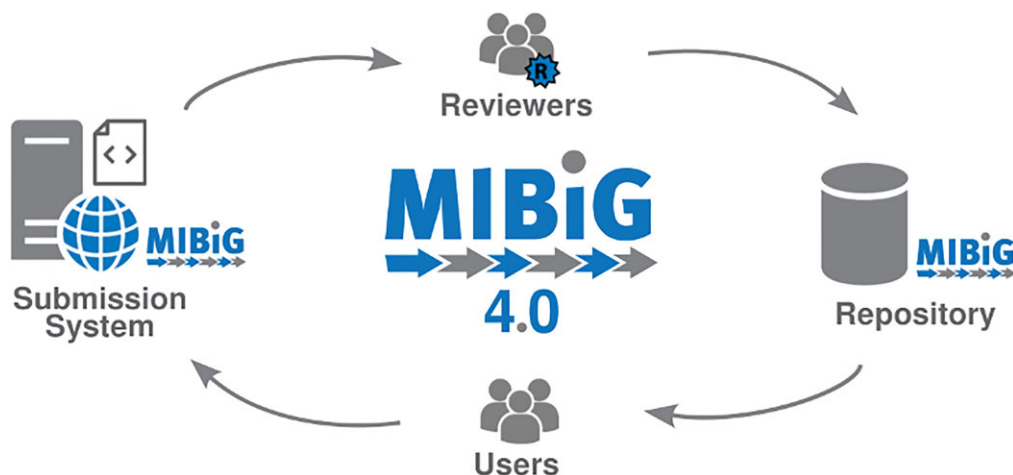 R
Reviewers
< >
MIBiG
Submission
System
MIBiG
4.0
MIBiG
Repository
Users